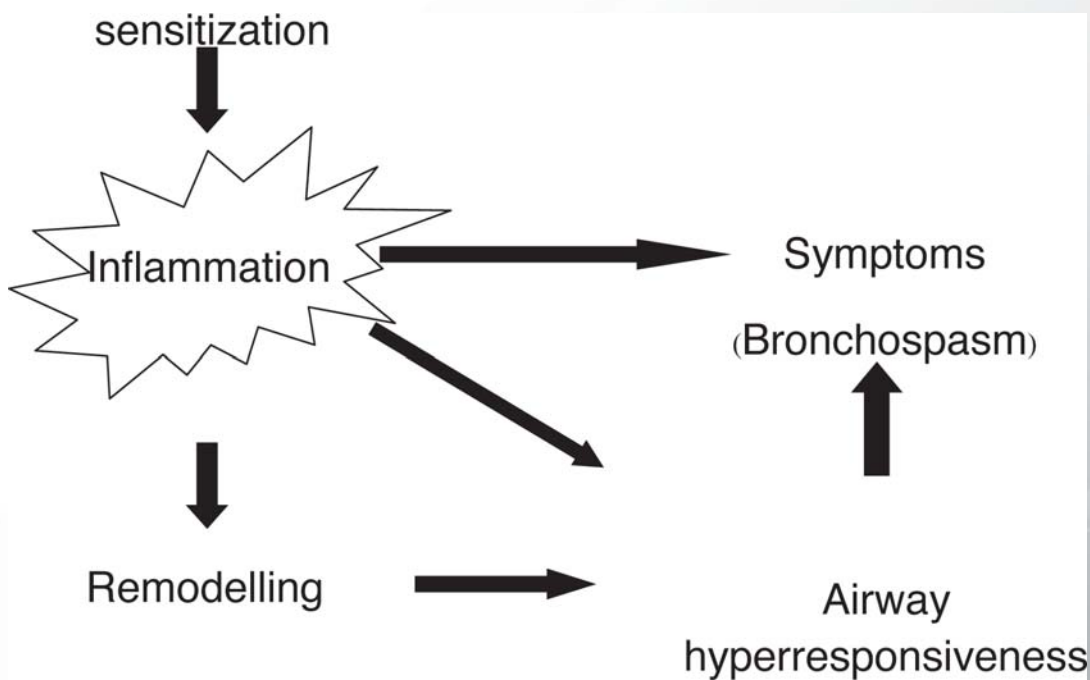 sensitization
Inflammation
Symptoms
(Bronchospasm)
Remodelling
Airway
hyperresponsiveness